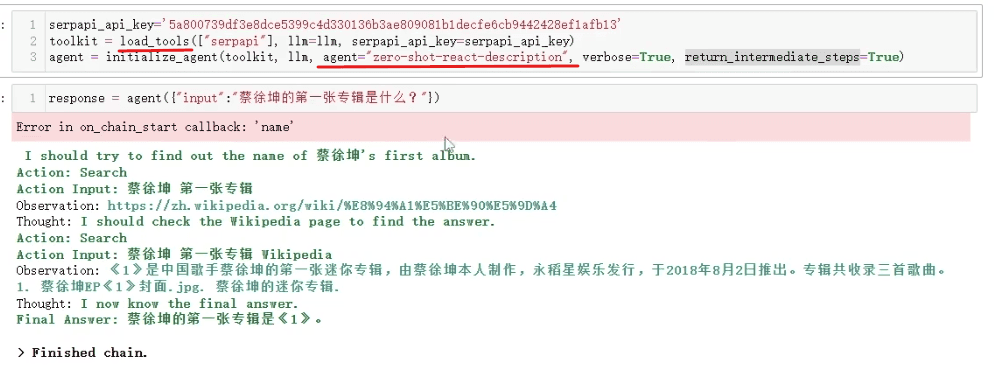 : 1 serpapi_api_key='5a800739df3e8dce5399c4d330136b3ae809081b1decfe6cb9442428ef1afb13'
2 toolkit = load_tools(["serpapi"], llm=llm, serpapi_api_key=serpapi_api_key)
3 agent = initialize_agent(toolkit, llm, agent="zero-shot-react-description", verbose=True, return_intermediate_steps=True)
: 1 response = agent({"input":"蔡徐坤的第一张专辑是什么？"})
Error in on_chain_start callback: 'name'
I should try to find out the name of 蔡徐坤's first album.
Action: Search
Action Input: 蔡徐坤 第一张专辑
Observation: https://zh.wikipedia.org/wiki/%E8%94%A1%E5%BE%90%E5%9D%A4
Thought: I should check the Wikipedia page to find the answer.
Action: Search
Action Input: 蔡徐坤 第一张专辑 Wikipedia
Observation: 《1》是中国歌手蔡徐坤的第一张迷你专辑，由蔡徐坤本人制作，永稻星娱乐发行，于2018年8月2日推出。专辑共收录三首歌曲。
1. 蔡徐坤EP《1》封面.jpg. 蔡徐坤的迷你专辑.
Thought: I now know the final answer.
Final Answer: 蔡徐坤的第一张专辑是《1》。
> Finished chain.